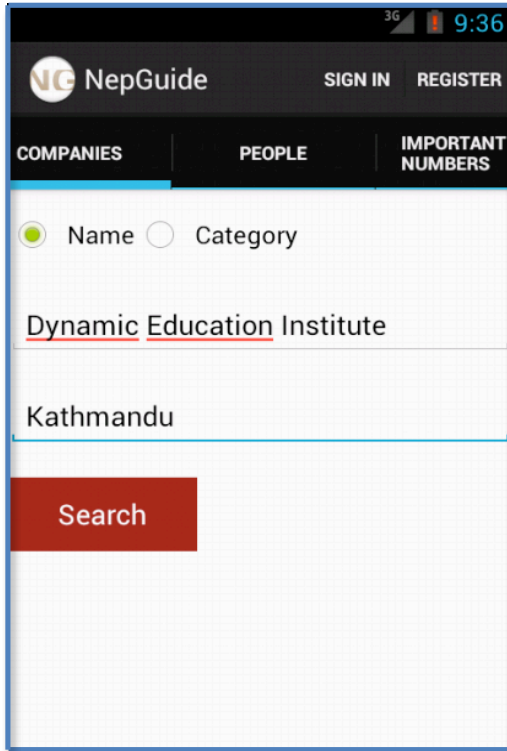 3G 9:36
NG NepGuide SIGN IN REGISTER
COMPANIES PEOPLE IMPORTANT
NUMBERS
Name Category
Dynamic Education Institute
Kathmandu
Search